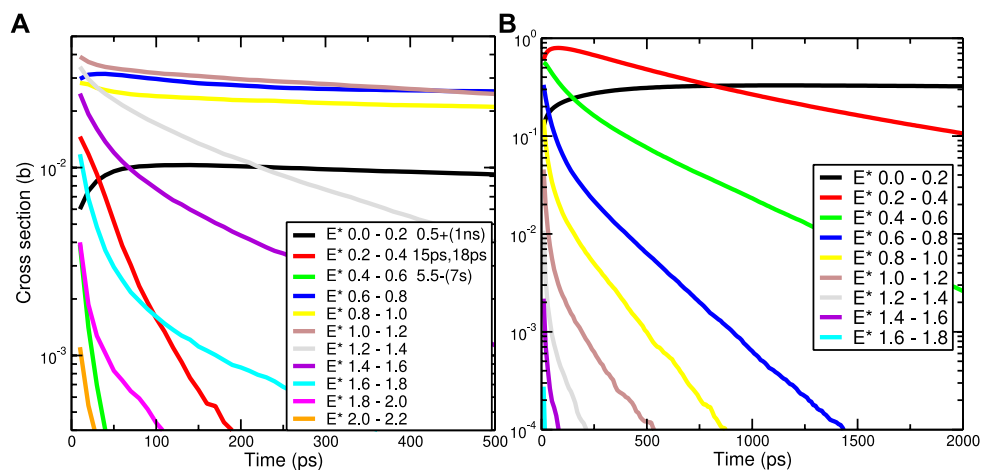 A
Cross section (b)
10^-2
10^-3
0 100 200 300 400 500
Time (ps)
E* 0.0 - 0.2 0.5+(1ns)
E* 0.2 - 0.4 15ps,18ps
E* 0.4 - 0.6 5.5-(7s)
E* 0.6 - 0.8
E* 0.8 - 1.0
E* 1.0 - 1.2
E* 1.2 - 1.4
E* 1.4 - 1.6
E* 1.6 - 1.8
E* 1.8 - 2.0
E* 2.0 - 2.2
B
10^0
10^-1
10^-2
10^-3
10^-4
0 500 1000 1500 2000
Time (ps)
E* 0.0 - 0.2
E* 0.2 - 0.4
E* 0.4 - 0.6
E* 0.6 - 0.8
E* 0.8 - 1.0
E* 1.0 - 1.2
E* 1.2 - 1.4
E* 1.4 - 1.6
E* 1.6 - 1.8